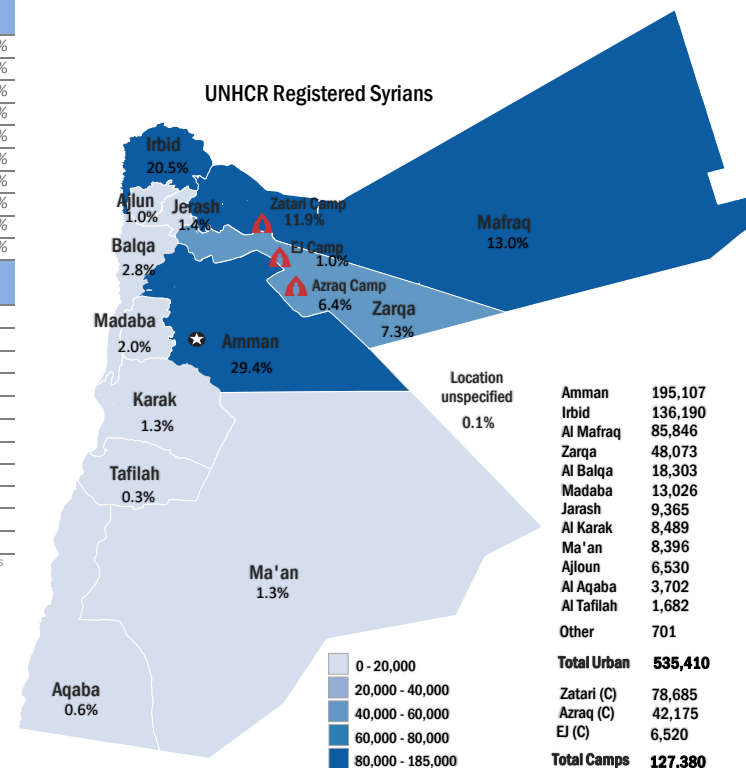 %
%
%
%
%
%
%
%
%
%
UNHCR Registered Syrians
Irbid
20.5%
Ajlun
1.0%
Jerash
1.4%
Zatari Camp
11.9%
Mafraq
13.0%
Balqa
2.8%
EJ Camp
1.0%
Azraq Camp
6.4%
Zarqa
7.3%
Madaba
2.0%
Amman
29.4%
Location
unspecified
0.1%
Karak
1.3%
Tafilah
0.3%
Ma'an
1.3%
Aqaba
0.6%
0 - 20,000
20,000 - 40,000
40,000 - 60,000
60,000 - 80,000
80,000 - 185,000
Amman 195,107
Irbid 136,190
Al Mafraq 85,846
Zarqa 48,073
Al Balqa 18,303
Madaba 13,026
Jarash 9,365
Al Karak 8,489
Ma'an 8,396
Ajloun 6,530
Al Aqaba 3,702
Al Tafilah 1,682
Other 701
Total Urban 535,410
Zatari (C) 78,685
Azraq (C) 42,175
EJ (C) 6,520
Total Camps 127,380